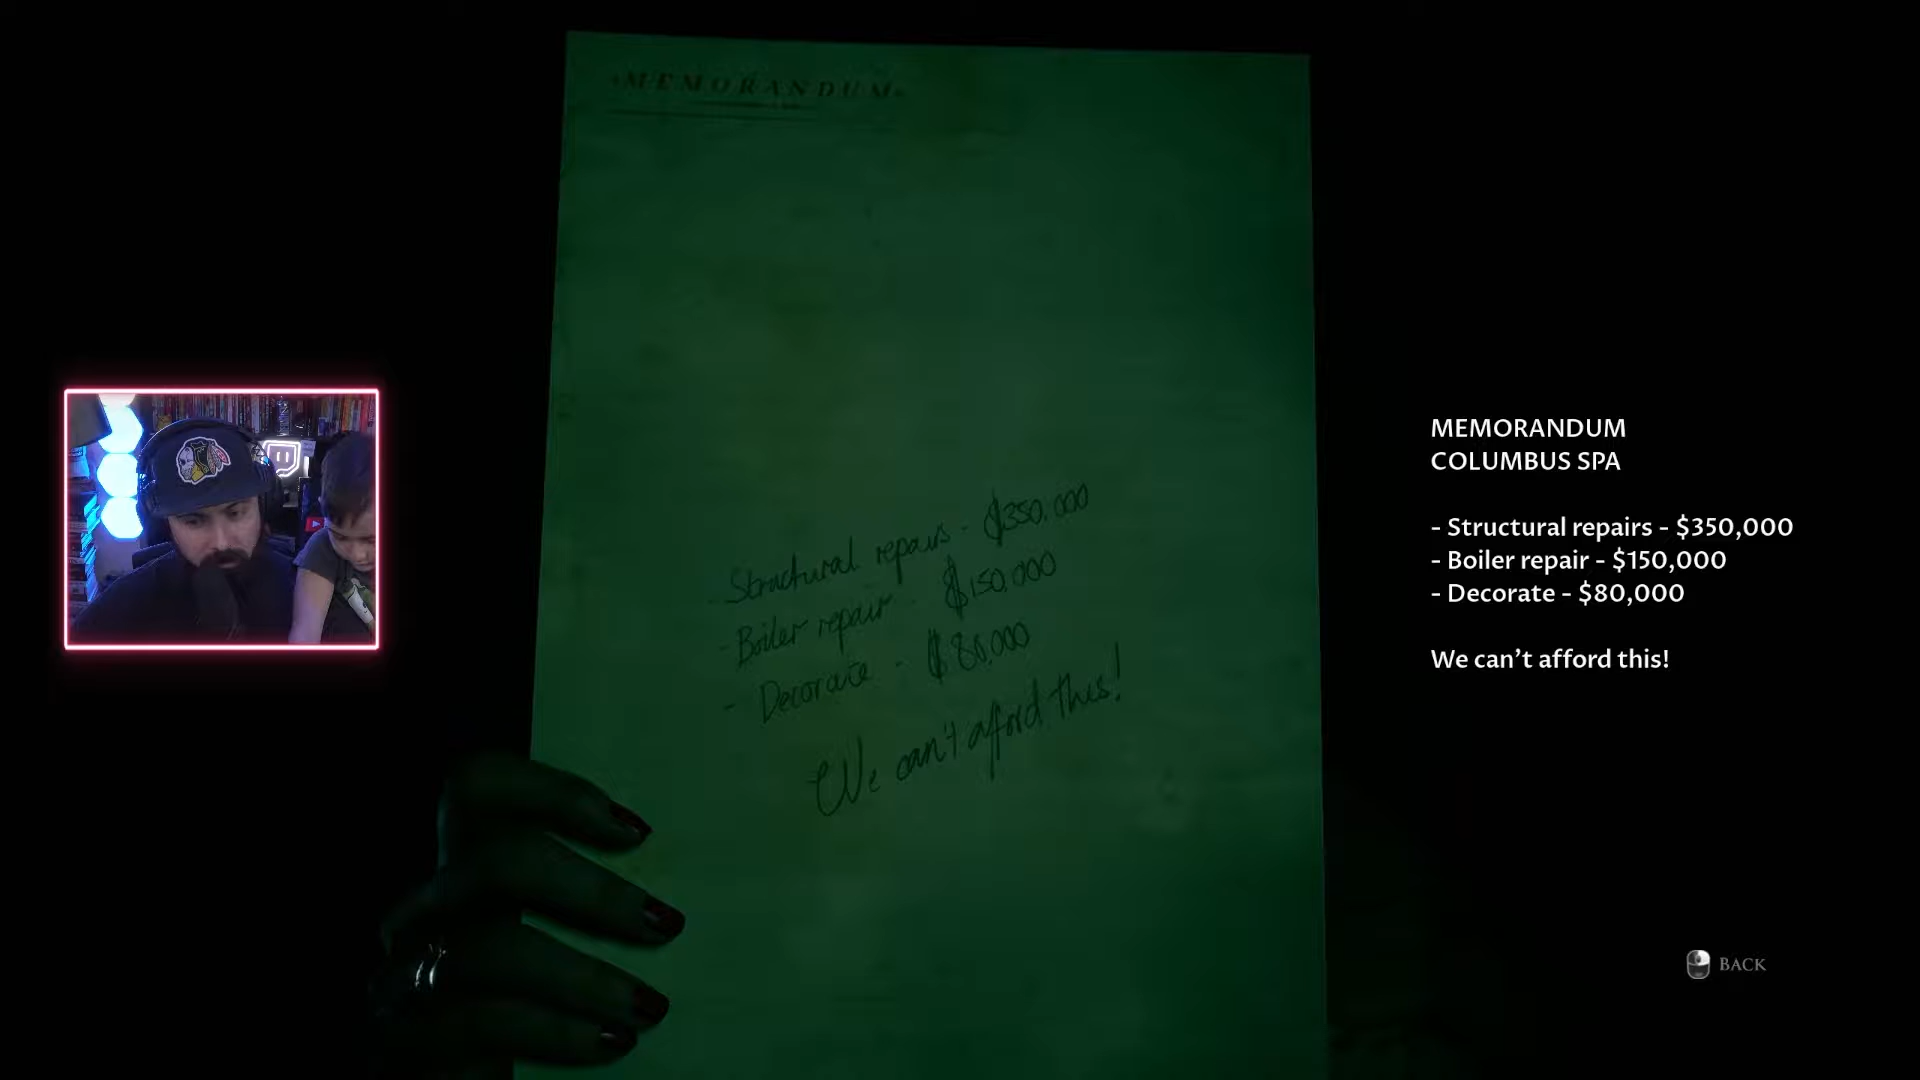 MEMORANDUM
Structural repairs - $350,000
- Boiler repair - $150,000
- Decorate - $80,000
We can't afford this!
MEMORANDUM
COLUMBUS SPA
- Structural repairs - $350,000
- Boiler repair - $150,000
- Decorate - $80,000
We can't afford this!
BACK